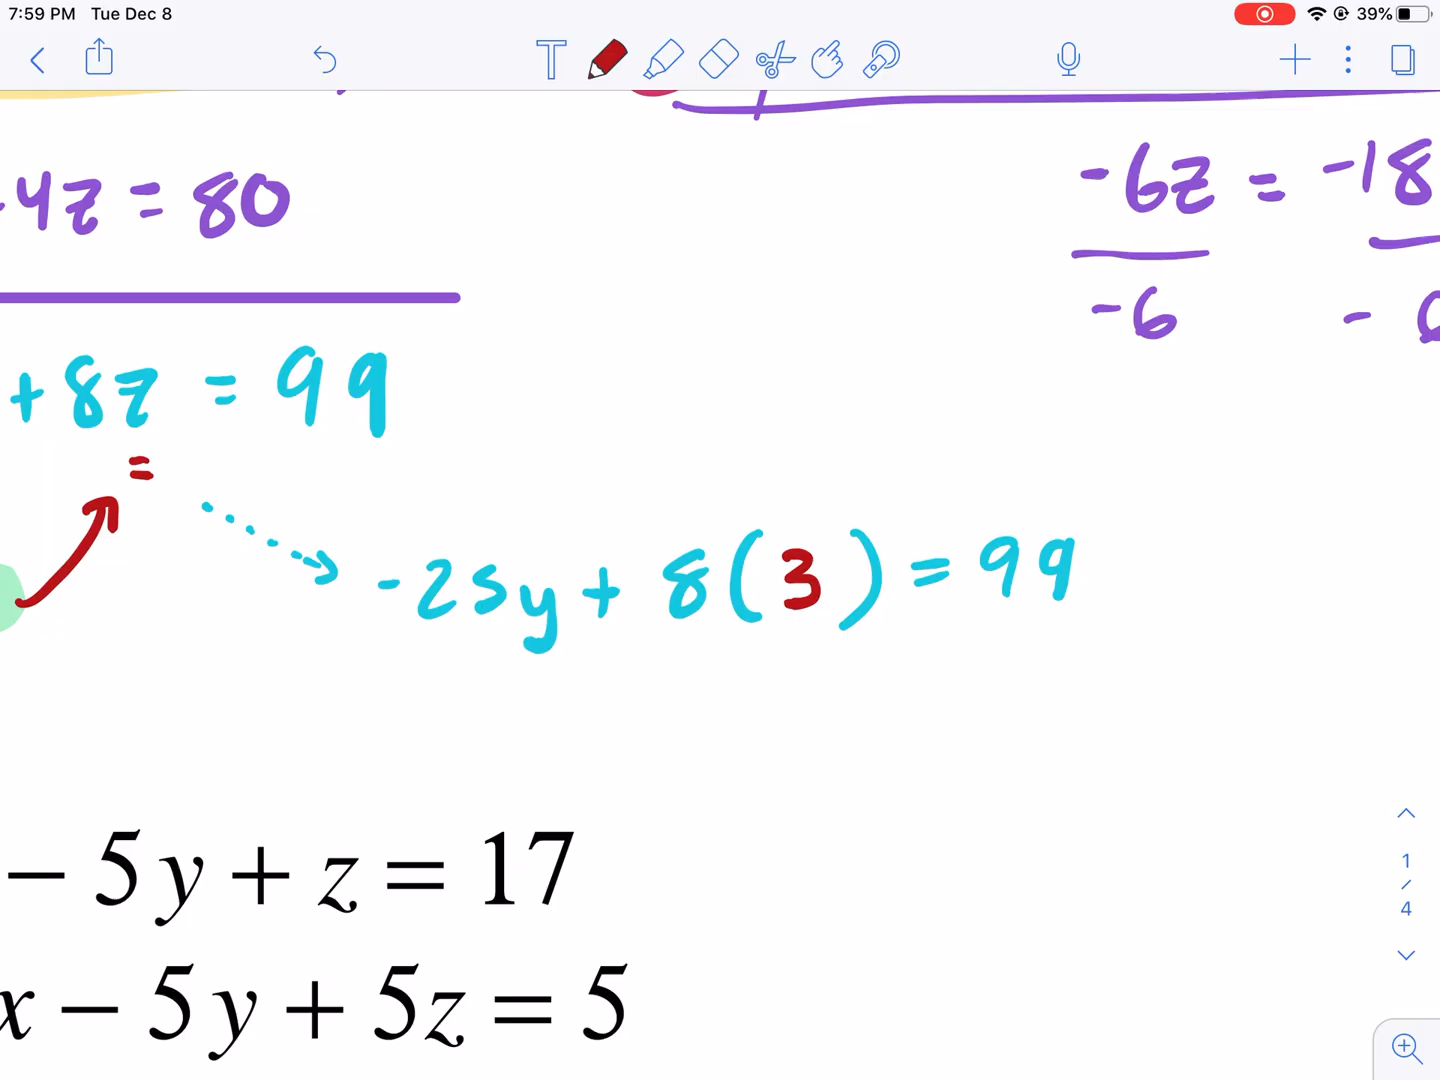 7:59 PM Tue Dec 8 39%
-4z = 80
-6z = -18
-6 -
+8z = 99
=
-25y + 8(3) = 99
− 5y + z = 17
x − 5y + 5z = 5
1
/
4